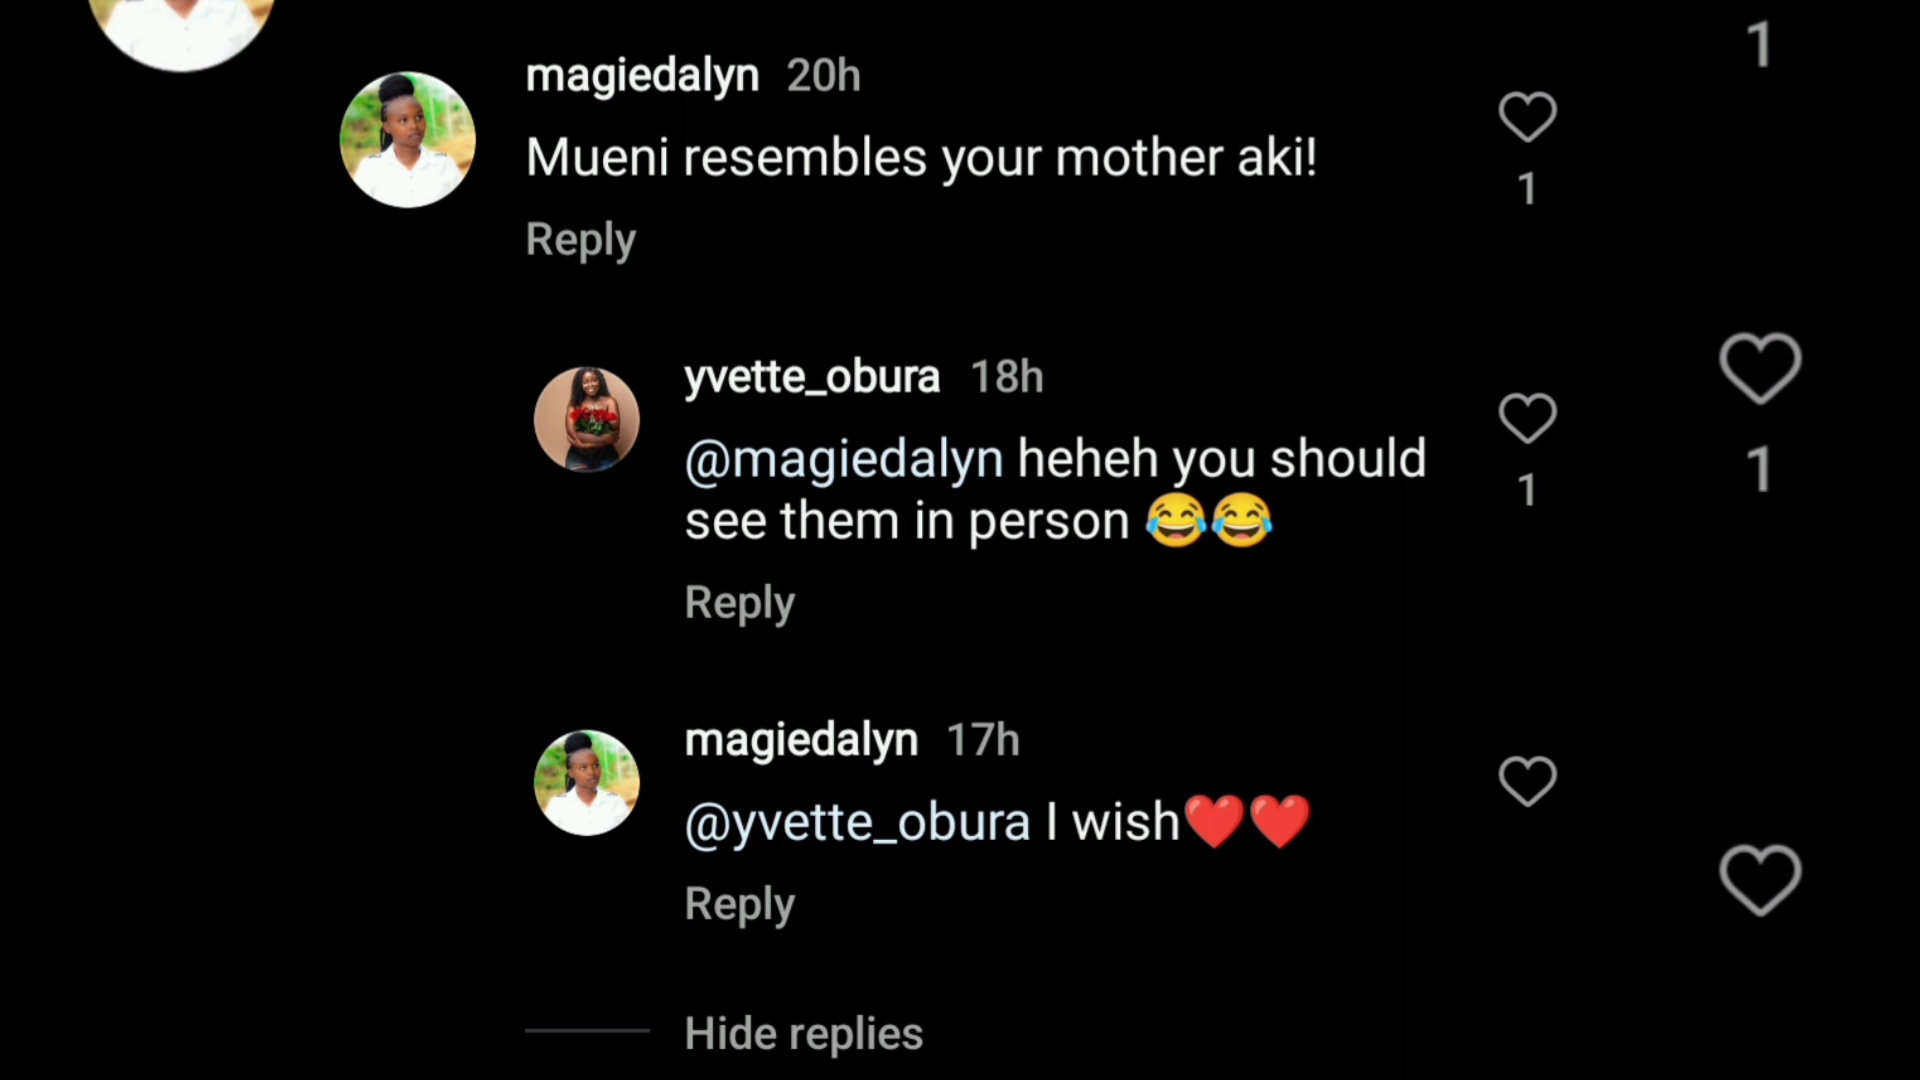 magiedalyn 20h
Mueni resembles your mother aki!
1
Reply
yvette_obura 18h
@magiedalyn heheh you should
see them in person 😂😂
1
Reply
magiedalyn 17h
@yvette_obura I wish❤️❤️
Reply
Hide replies
1
1